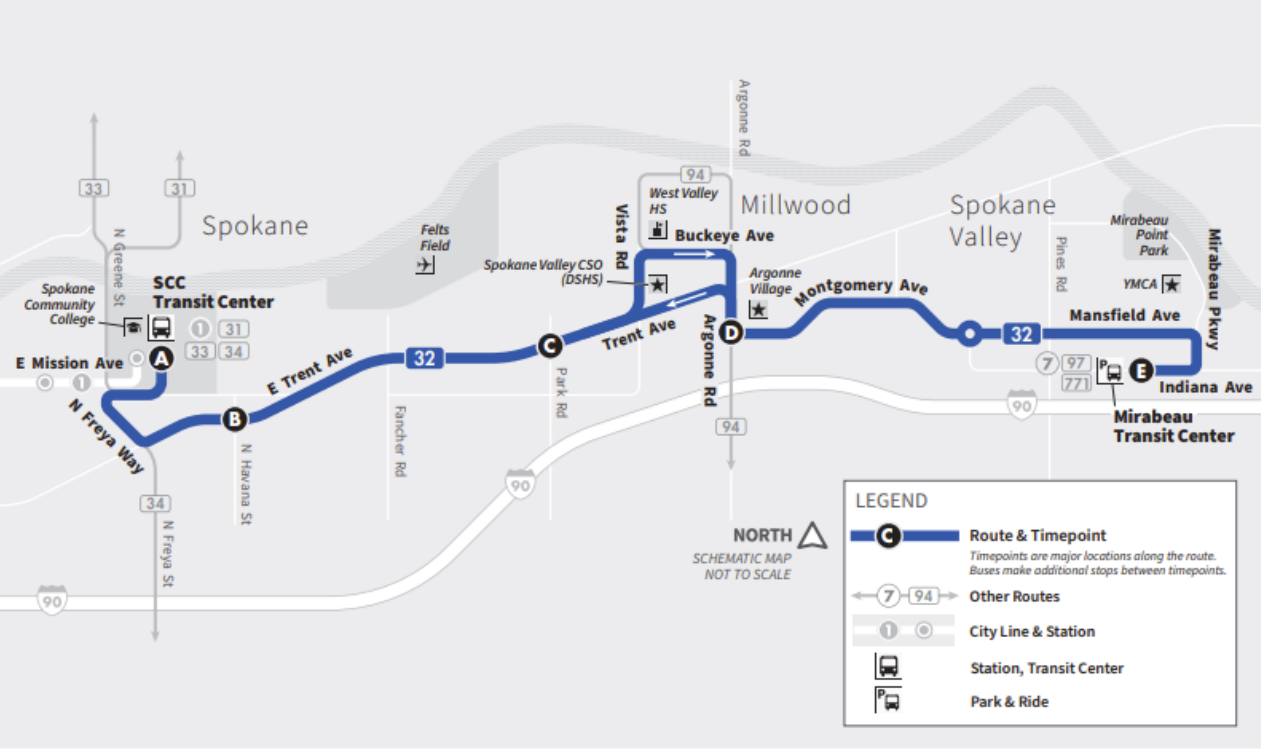 Argonne Rd
94
33
31
West Valley
HS
Millwood
Spokane
Valley
Spokane
Vista Rd
Buckeye Ave
Mirabeau
Point
Park
Mirabeau Pkwy
N Greene St
Felts
Field
Pines Rd
Spokane Valley CSO
(DSHS)
Argonne
Village
YMCA
SCC
Transit Center
Spokane
Community
College
Montgomery Ave
Mansfield Ave
1
31
33
34
Trent Ave
Argonne Rd
D
32
E Mission Ave
A
1
E Trent Ave
32
C
7
97
771
P
E
Indiana Ave
N Freya Way
B
Park Rd
Fancher Rd
90
Mirabeau
Transit Center
94
N Havana St
90
34
N Freya St
90
NORTH
SCHEMATIC MAP
NOT TO SCALE
LEGEND
C
Route & Timepoint
Timepoints are major locations along the route.
Buses make additional stops between timepoints.
7
94
Other Routes
1
City Line & Station
Station, Transit Center
P
Park & Ride